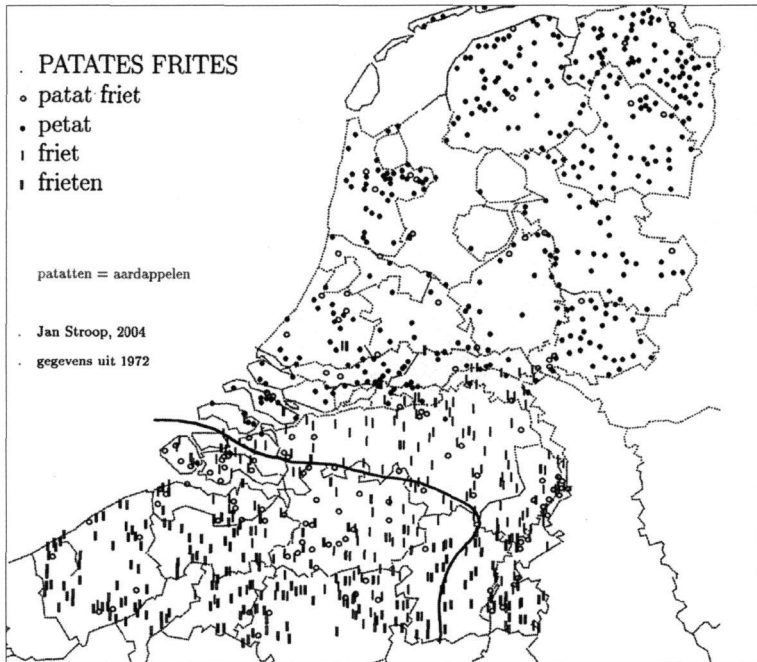 PATATES FRITES
patat friet
petat
friet
frieten
patatten = aardappelen
Jan Stroop, 2004
gegevens uit 1972